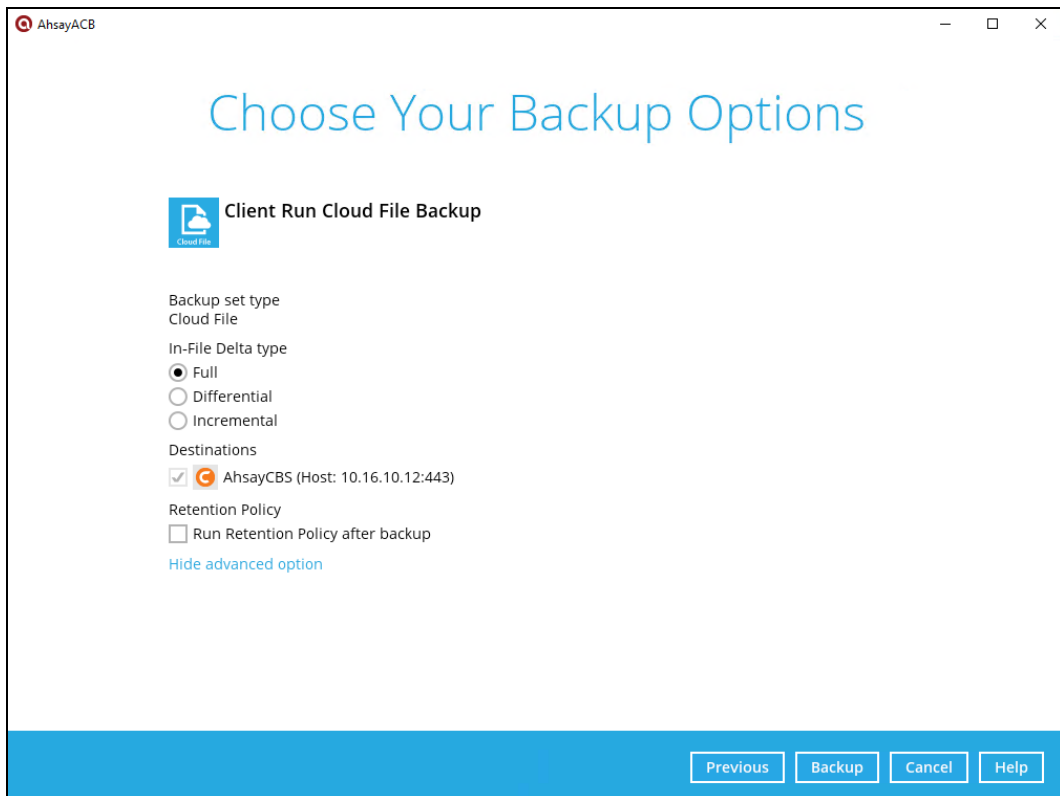 AhsayACB
Choose Your Backup Options
Client Run Cloud File Backup
Cloud File
Backup set type
Cloud File
In-File Delta type
Full
Differential
Incremental
Destinations
AhsayCBS (Host: 10.16.10.12:443)
Retention Policy
Run Retention Policy after backup
Hide advanced option
Previous Backup Cancel Help